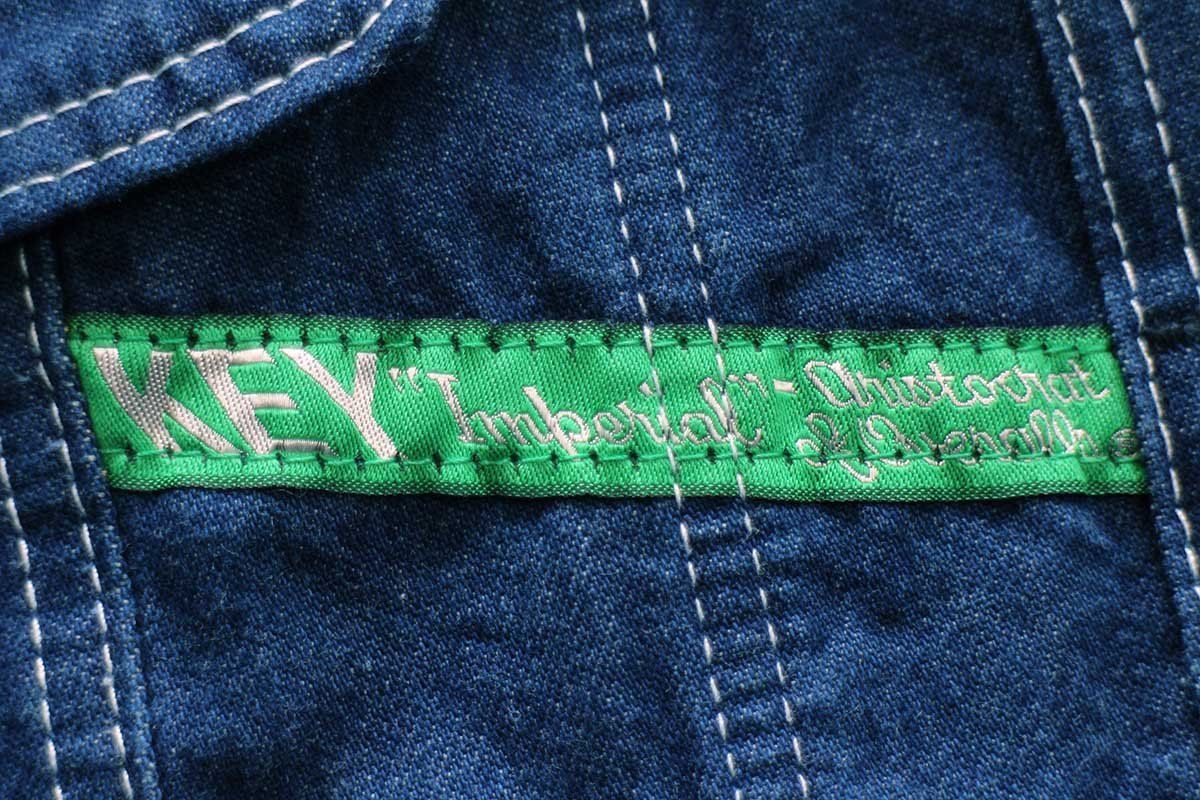 KEY "Imperial" - Aristocrat
of Overalls ®